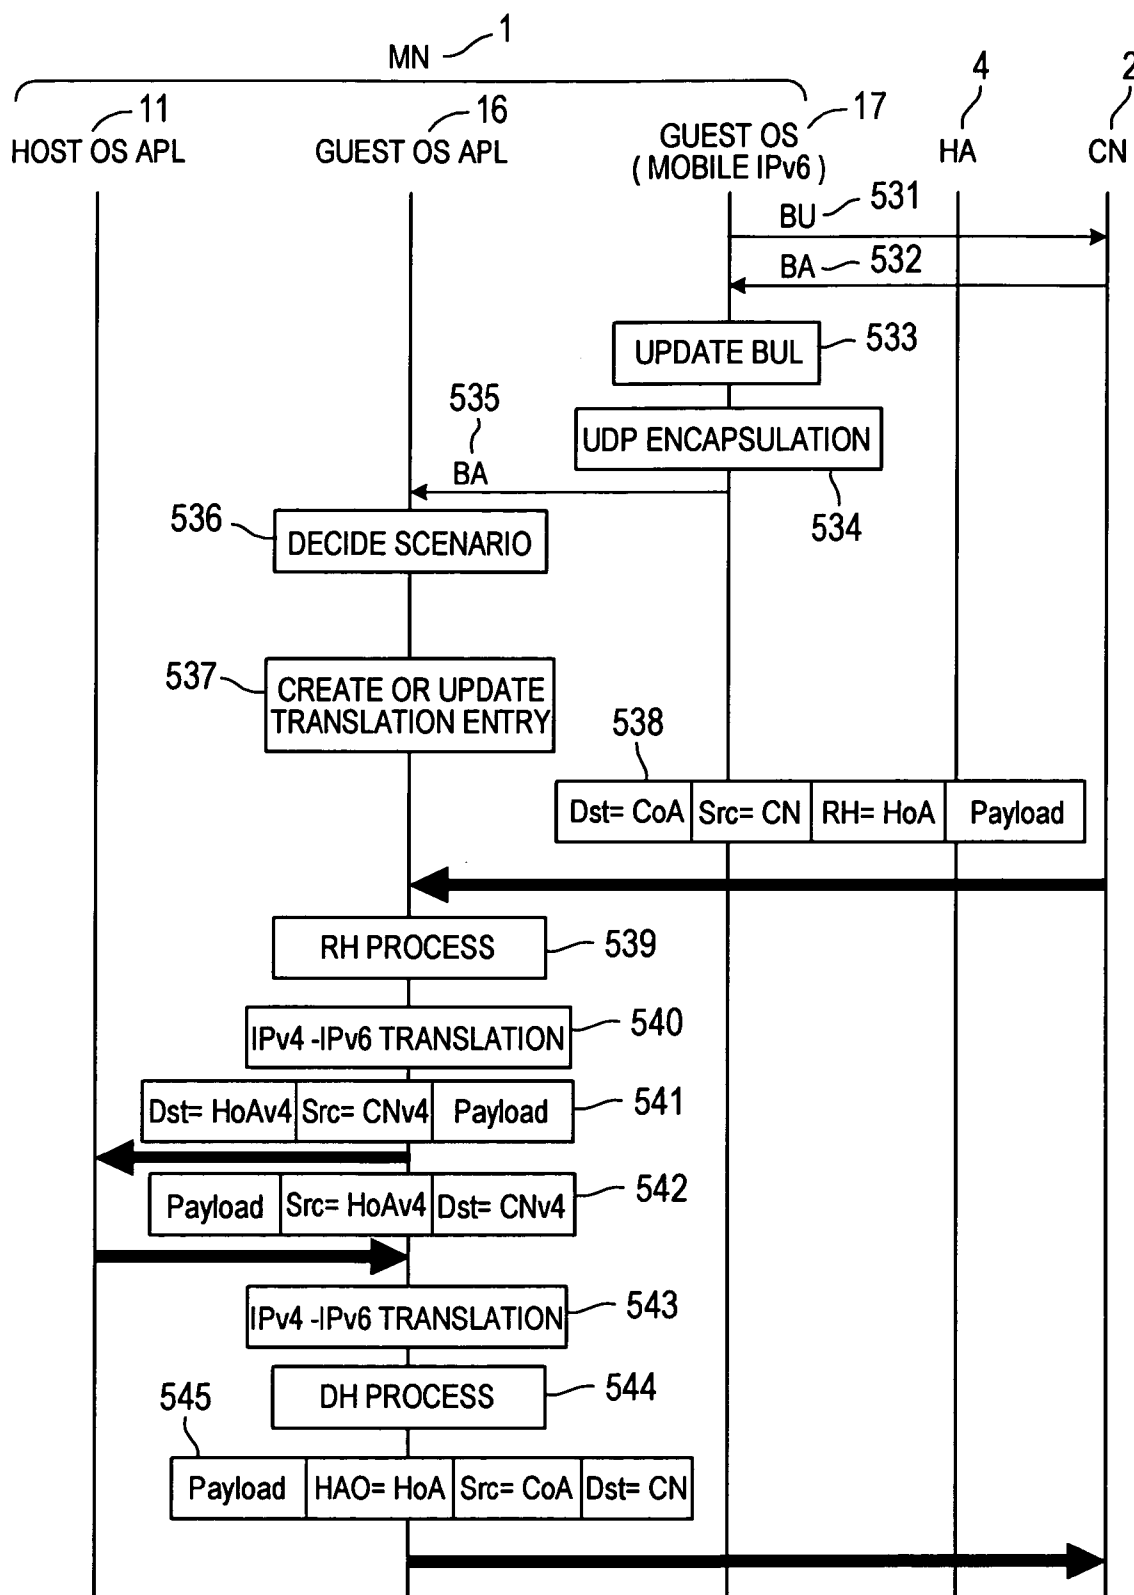 1
MN
11
16
17
4
2
HOST OS APL
GUEST OS APL
GUEST OS
( MOBILE IPv6 )
HA
CN
BU
531
BA
532
UPDATE BUL
533
UDP ENCAPSULATION
534
535
BA
536
DECIDE SCENARIO
537
CREATE OR UPDATE
TRANSLATION ENTRY
538
Dst= CoA Src= CN RH= HoA Payload
RH PROCESS
539
IPv4 -IPv6 TRANSLATION
540
Dst= HoAv4 Src= CNv4 Payload
541
Payload Src= HoAv4 Dst= CNv4
542
IPv4 -IPv6 TRANSLATION
543
DH PROCESS
544
545
Payload HAO= HoA Src= CoA Dst= CN